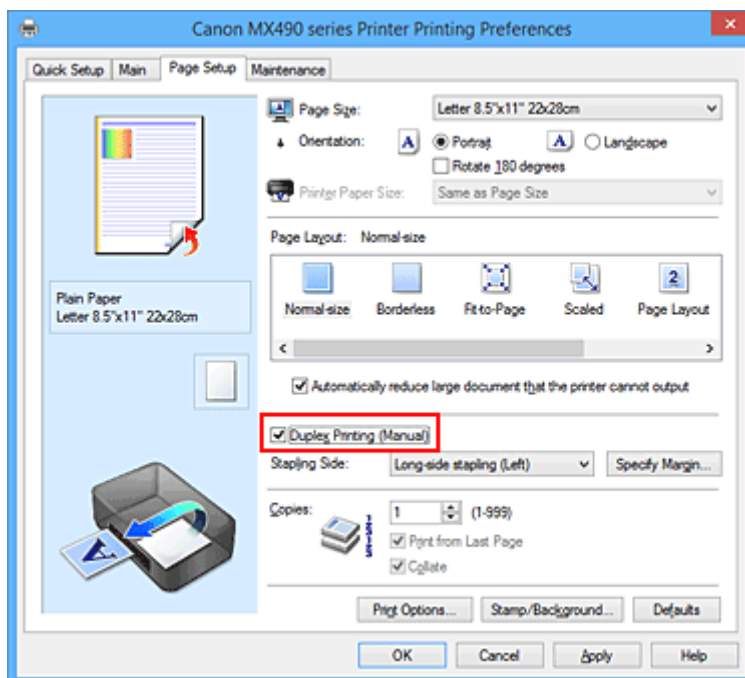 Canon MX490 series Printer Printing Preferences
Quick Setup Main Page Setup Maintenance
Page Size: Letter 8.5"x11" 22x28cm
Orientation: A Portrait A Landscape
Rotate 180 degrees
Printer Paper Size: Same as Page Size
Page Layout: Normal-size
2
Normal-size Borderless Fit-to-Page Scaled Page Layout
Plain Paper
Letter 8.5"x11" 22x28cm
Automatically reduce large document that the printer cannot output
Duplex Printing (Manual)
Stapling Side: Long-side stapling (Left) Specify Margin...
Copies: 1 (1-999)
Print from Last Page
Collate
A
Print Options... Stamp/Background... Defaults
OK Cancel Apply Help